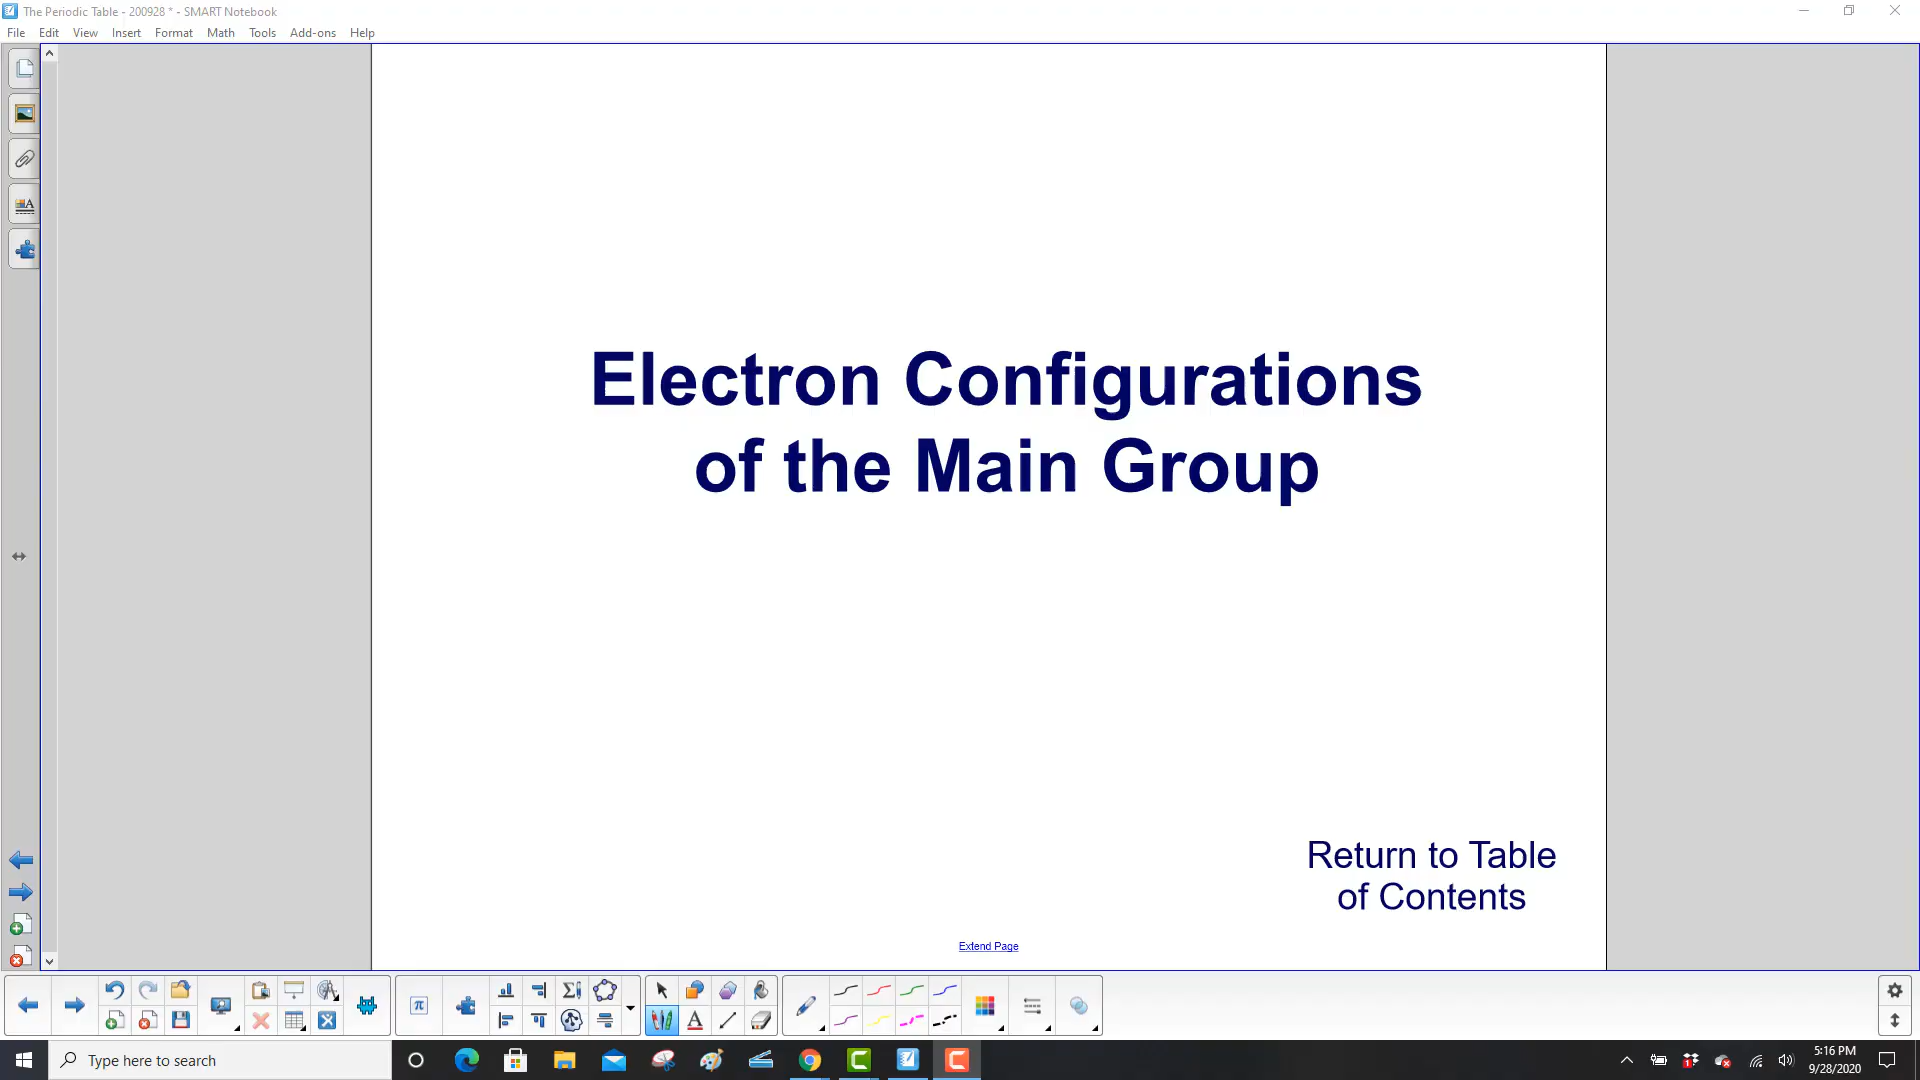 The Periodic Table - 200928 * - SMART Notebook
File Edit View Insert Format Math Tools Add-ons Help
Electron Configurations
of the Main Group
Return to Table
of Contents
Extend Page
Type here to search
5:16 PM
9/28/2020